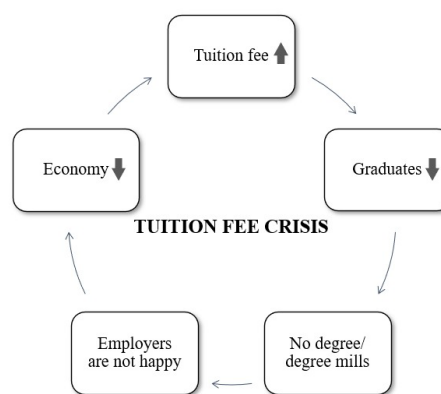 Tuition fee
Graduates
No degree/
degree mills
Employers
are not happy
Economy
TUITION FEE CRISIS